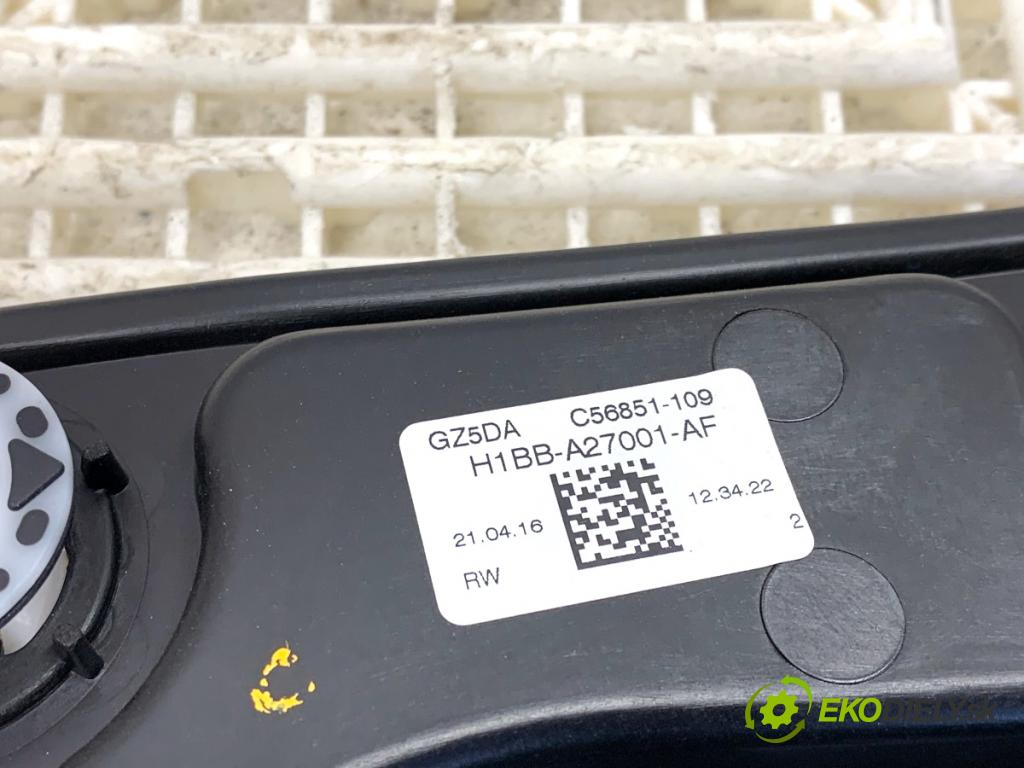 GZ5DA C56851-109
H1BB-A27001-AF
21.04.16 12.34.22
RW 2
EKODIELY.SK